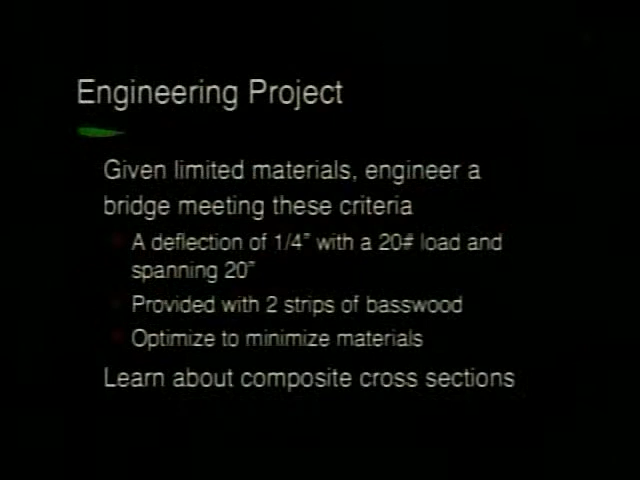 Engineering Project
Given limited materials, engineer a
bridge meeting these criteria
A deflection of 1/4" with a 20# load and
spanning 20"
Provided with 2 strips of basswood
Optimize to minimize materials
Learn about composite cross sections